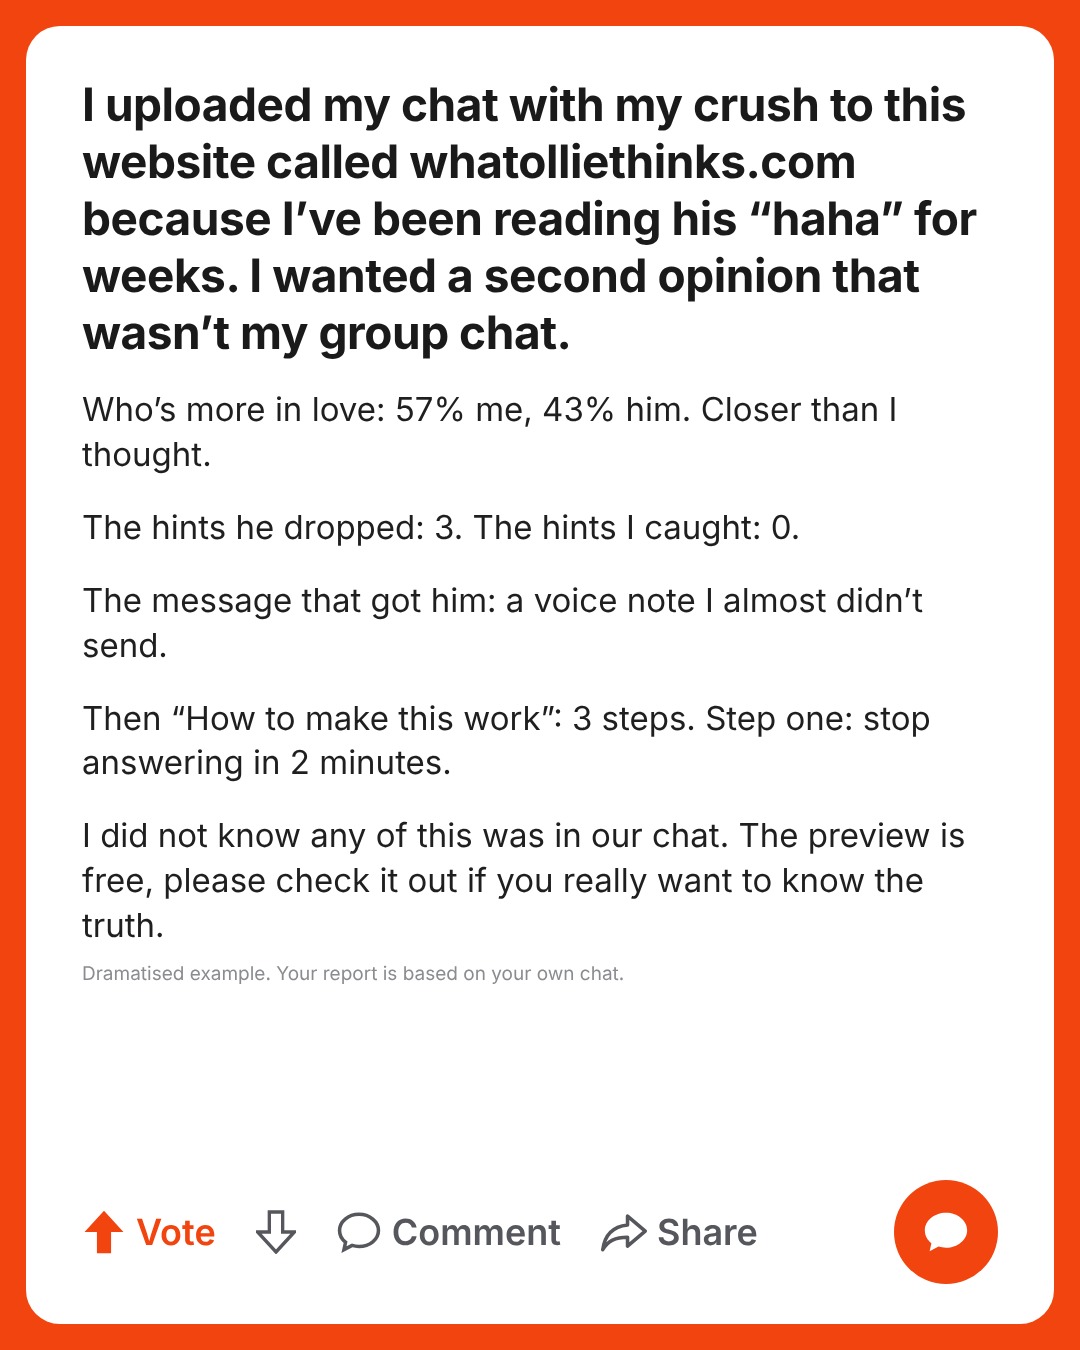 I uploaded my chat with my crush to this
website called whatolliethinks.com
because I’ve been reading his “haha” for
weeks. I wanted a second opinion that
wasn’t my group chat.
Who’s more in love: 57% me, 43% him. Closer than I
thought.
The hints he dropped: 3. The hints I caught: 0.
The message that got him: a voice note I almost didn’t
send.
Then “How to make this work”: 3 steps. Step one: stop
answering in 2 minutes.
I did not know any of this was in our chat. The preview is
free, please check it out if you really want to know the
truth.
Dramatised example. Your report is based on your own chat.
Vote Comment Share